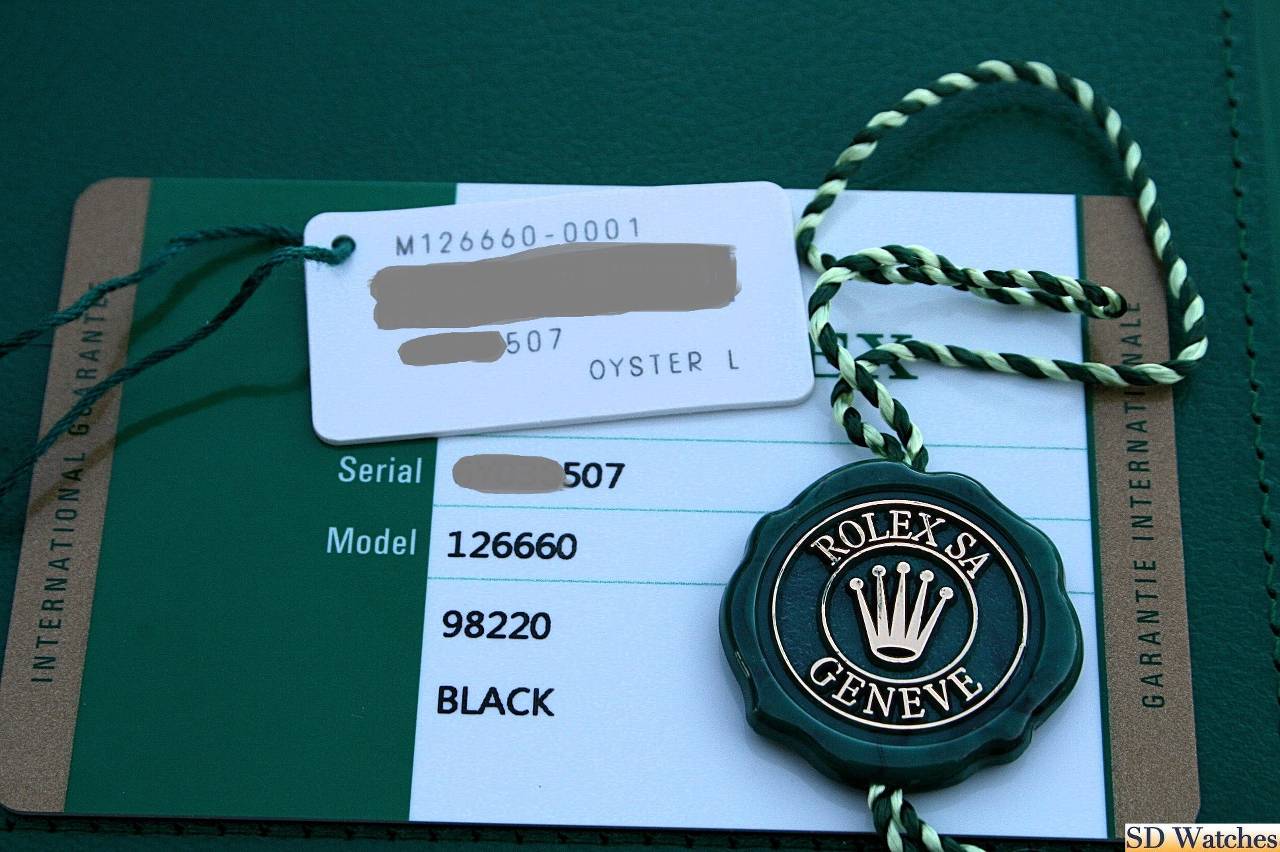 M126660-0001
507
OYSTER L
INTERNATIONAL GUARANTEE
Serial 507
Model 126660
98220
BLACK
ROLEX SA
GENEVE
GARANTIE INTERNATIONALE
SD Watches